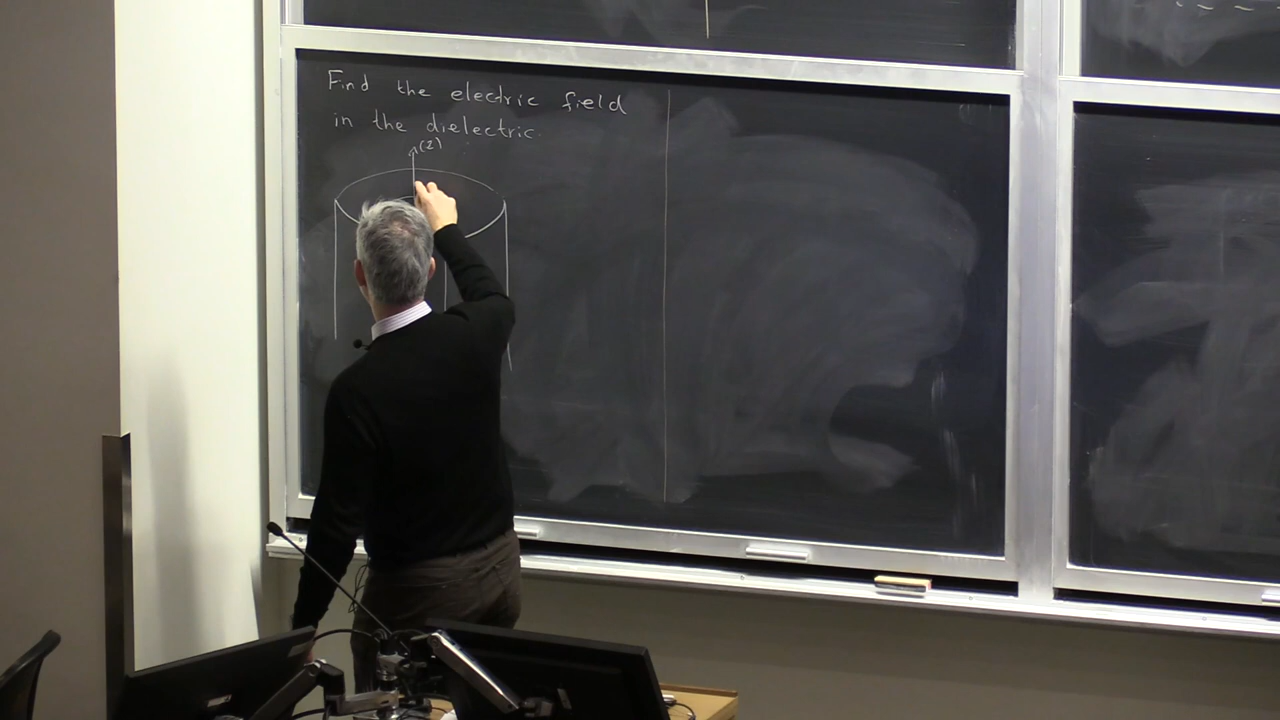 Find the electric field
in the dielectric.
(z)